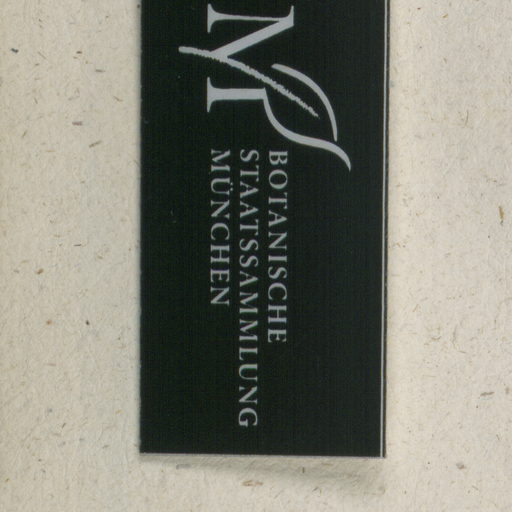 M
BOTANISCHE
STAATSSAMMLUNG
MÜNCHEN